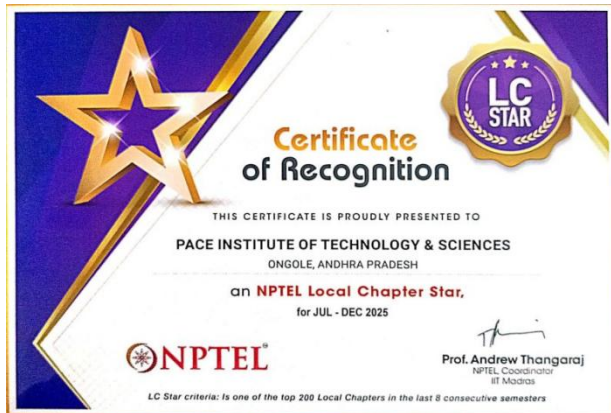 LC
STAR
Certificate
of Recognition
THIS CERTIFICATE IS PROUDLY PRESENTED TO
PACE INSTITUTE OF TECHNOLOGY & SCIENCES
ONGOLE, ANDHRA PRADESH
an NPTEL Local Chapter Star,
for JUL - DEC 2025
NPTEL
Prof. Andrew Thangaraj
NPTEL, Coordinator
IIT Madras
LC Star criteria: Is one of the top 200 Local Chapters in the last 8 consecutive semesters